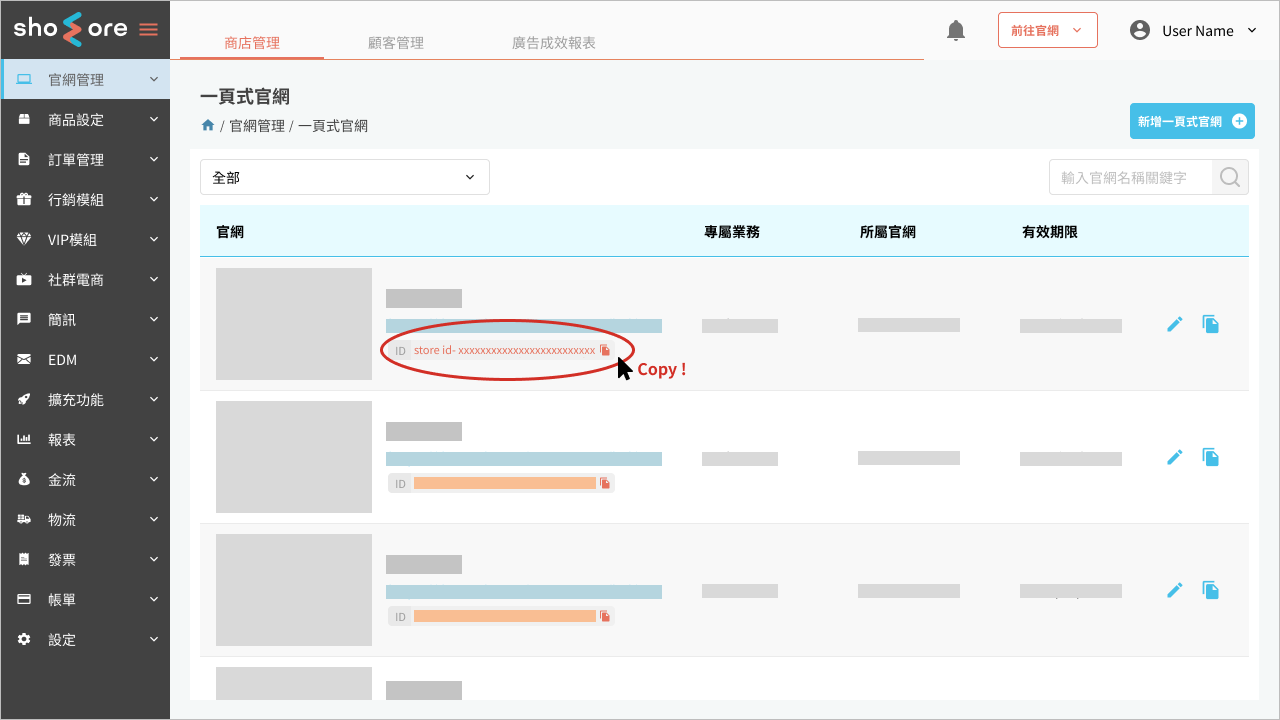 shopstore
商店管理
顧客管理
廣告成效報表
前往官網
User Name
官網管理
商品設定
訂單管理
行銷模組
VIP模組
社群電商
簡訊
EDM
擴充功能
報表
金流
物流
發票
帳單
設定
一頁式官網
/ 官網管理 / 一頁式官網
新增一頁式官網
全部
輸入官網名稱關鍵字
官網 專屬業務 所屬官網 有效期限
ID store id- xxxxxxxxxxxxxxxxxxxxxxxxx
Copy !
ID
ID